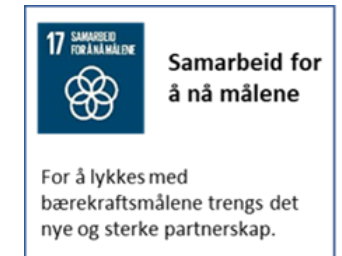 17 SAMARBEID
FOR Å NÅ MÅLENE
Samarbeid for
å nå målene
For å lykkes med
bærekraftsmålene trengs det
nye og sterke partnerskap.